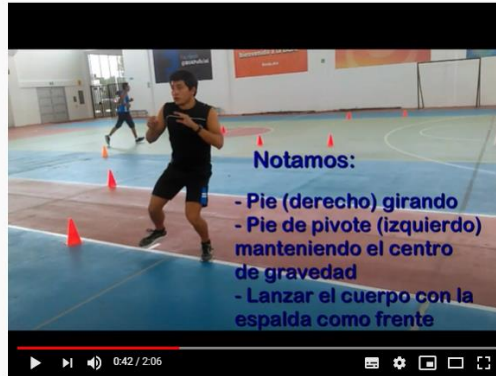 Notamos:
- Pie (derecho) girando
- Pie de pivote (izquierdo)
manteniendo el centro
de gravedad
- Lanzar el cuerpo con la
espalda como frente
0:42 / 2:06